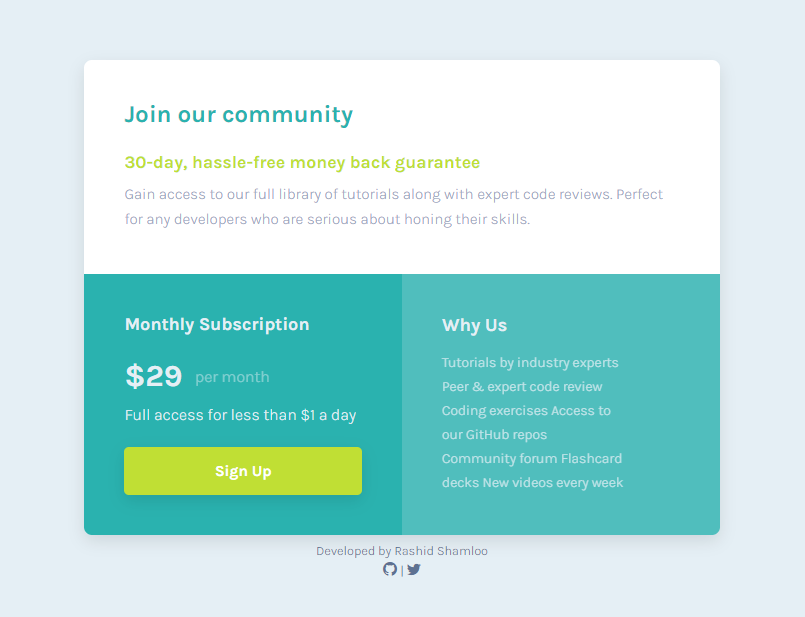 Join our community
30-day, hassle-free money back guarantee
Gain access to our full library of tutorials along with expert code reviews. Perfect
for any developers who are serious about honing their skills.
Monthly Subscription
$29 per month
Full access for less than $1 a day
Sign Up
Why Us
Tutorials by industry experts
Peer & expert code review
Coding exercises Access to
our GitHub repos
Community forum Flashcard
decks New videos every week
Developed by Rashid Shamloo
|